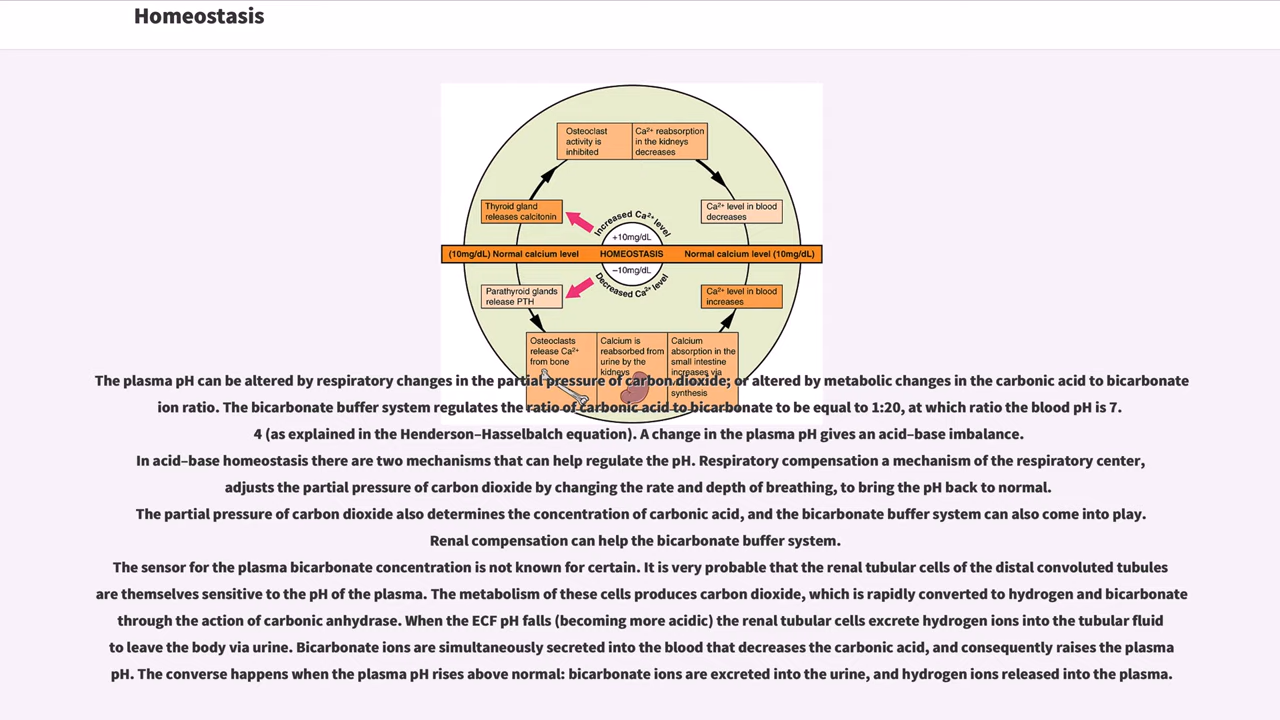 Homeostasis
Osteoclast
activity is
inhibited
Ca²⁺ reabsorption
in the kidneys
decreases
Thyroid gland
releases calcitonin
Ca²⁺ level in blood
decreases
Increased Ca²⁺ level
+10mg/dL
(10mg/dL) Normal calcium level
HOMEOSTASIS
Normal calcium level (10mg/dL)
−10mg/dL
Decreased Ca²⁺ level
Parathyroid glands
release PTH
Ca²⁺ level in blood
increases
Osteoclasts
release Ca²⁺
from bone
Calcium is
reabsorbed from
urine by the
kidneys
Calcium
absorption in the
small intestine
increases via
synthesis
The plasma pH can be altered by respiratory changes in the partial pressure of carbon dioxide; or altered by metabolic changes in the carbonic acid to bicarbonate
ion ratio. The bicarbonate buffer system regulates the ratio of carbonic acid to bicarbonate to be equal to 1:20, at which ratio the blood pH is 7.
4 (as explained in the Henderson–Hasselbalch equation). A change in the plasma pH gives an acid–base imbalance.
In acid–base homeostasis there are two mechanisms that can help regulate the pH. Respiratory compensation a mechanism of the respiratory center,
adjusts the partial pressure of carbon dioxide by changing the rate and depth of breathing, to bring the pH back to normal.
The partial pressure of carbon dioxide also determines the concentration of carbonic acid, and the bicarbonate buffer system can also come into play.
Renal compensation can help the bicarbonate buffer system.
The sensor for the plasma bicarbonate concentration is not known for certain. It is very probable that the renal tubular cells of the distal convoluted tubules
are themselves sensitive to the pH of the plasma. The metabolism of these cells produces carbon dioxide, which is rapidly converted to hydrogen and bicarbonate
through the action of carbonic anhydrase. When the ECF pH falls (becoming more acidic) the renal tubular cells excrete hydrogen ions into the tubular fluid
to leave the body via urine. Bicarbonate ions are simultaneously secreted into the blood that decreases the carbonic acid, and consequently raises the plasma
pH. The converse happens when the plasma pH rises above normal: bicarbonate ions are excreted into the urine, and hydrogen ions released into the plasma.